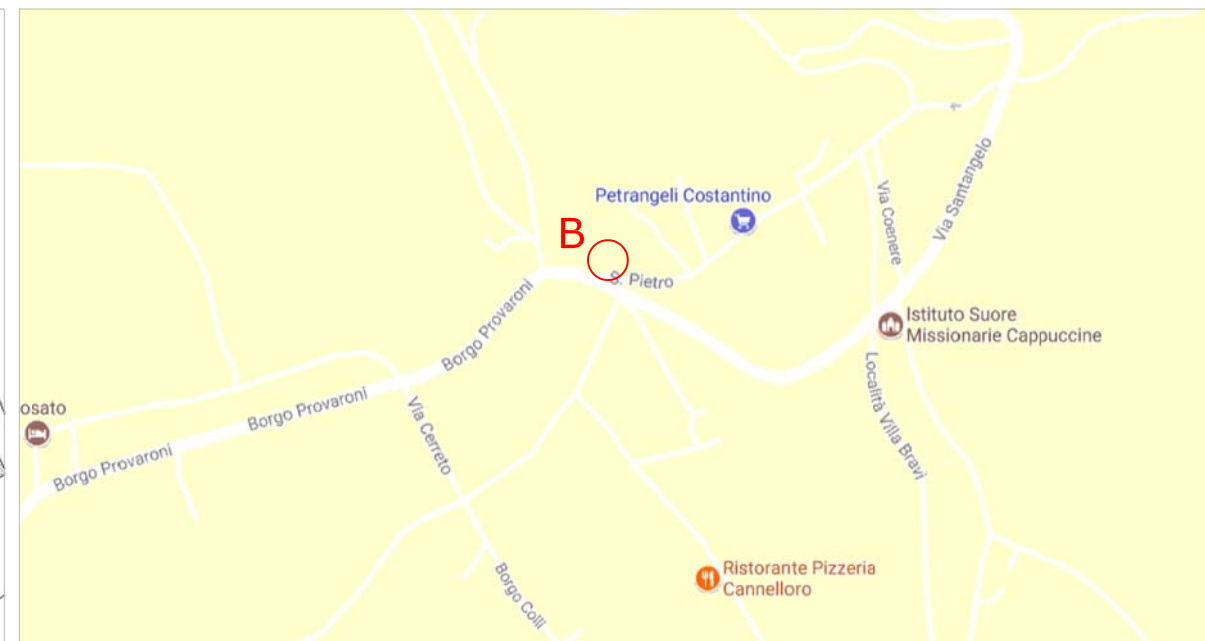 Petrangeli Costantino
B
S. Pietro
Via Coenere
Via Santangelo
Istituto Suore
Missionarie Cappuccine
Borgo Provaroni
Borgo Provaroni
Borgo Provaroni
osato
Via Cerreto
Località Villa Bravi
Ristorante Pizzeria
Cannelloro
Borgo Colli